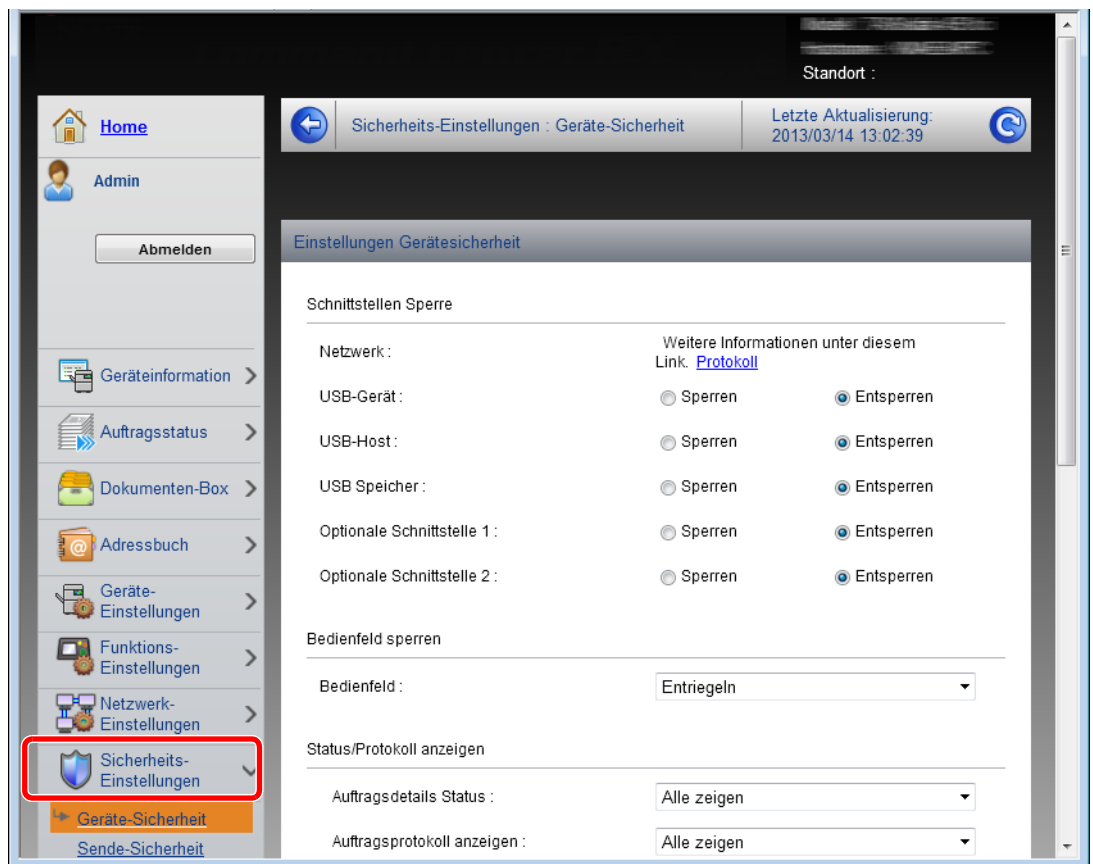 Standort :
Home
Sicherheits-Einstellungen : Geräte-Sicherheit
Letzte Aktualisierung:
2013/03/14 13:02:39
Admin
Abmelden
Einstellungen Gerätesicherheit
Schnittstellen Sperre
Netzwerk :
Weitere Informationen unter diesem
Link. Protokoll
USB-Gerät :
Sperren
Entsperren
USB-Host :
Sperren
Entsperren
USB Speicher :
Sperren
Entsperren
Optionale Schnittstelle 1 :
Sperren
Entsperren
Optionale Schnittstelle 2 :
Sperren
Entsperren
Bedienfeld sperren
Bedienfeld :
Entriegeln
Status/Protokoll anzeigen
Auftragsdetails Status :
Alle zeigen
Auftragsprotokoll anzeigen :
Alle zeigen
Geräteinformation
Auftragsstatus
Dokumenten-Box
Adressbuch
Geräte-
Einstellungen
Funktions-
Einstellungen
Netzwerk-
Einstellungen
Sicherheits-
Einstellungen
Geräte-Sicherheit
Sende-Sicherheit